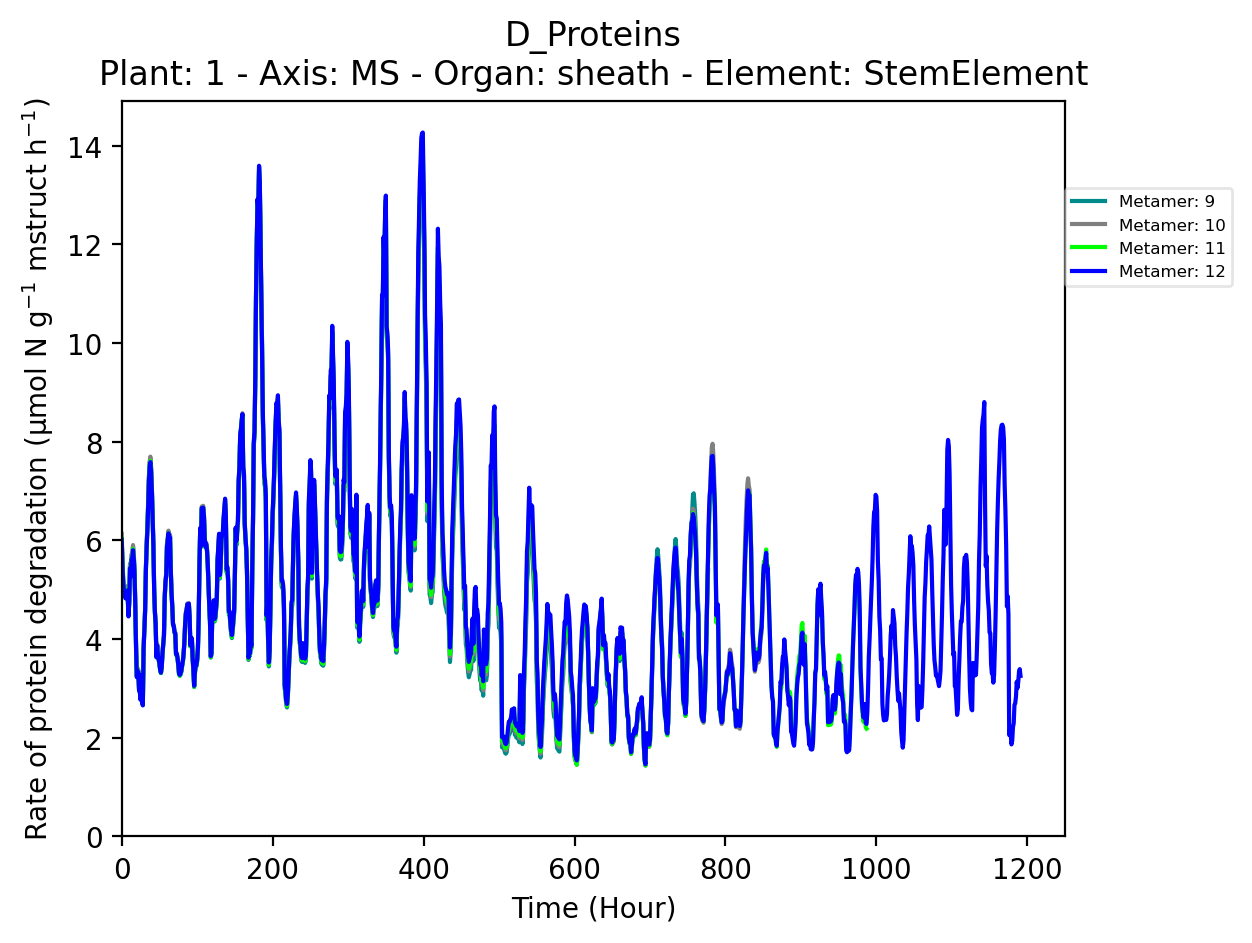 D_Proteins
Plant: 1 - Axis: MS - Organ: sheath - Element: StemElement
Rate of protein degradation (µmol N g⁻¹ mstruct h⁻¹)
14
12
10
8
6
4
2
0
0 200 400 600 800 1000 1200
Time (Hour)
Metamer: 9
Metamer: 10
Metamer: 11
Metamer: 12